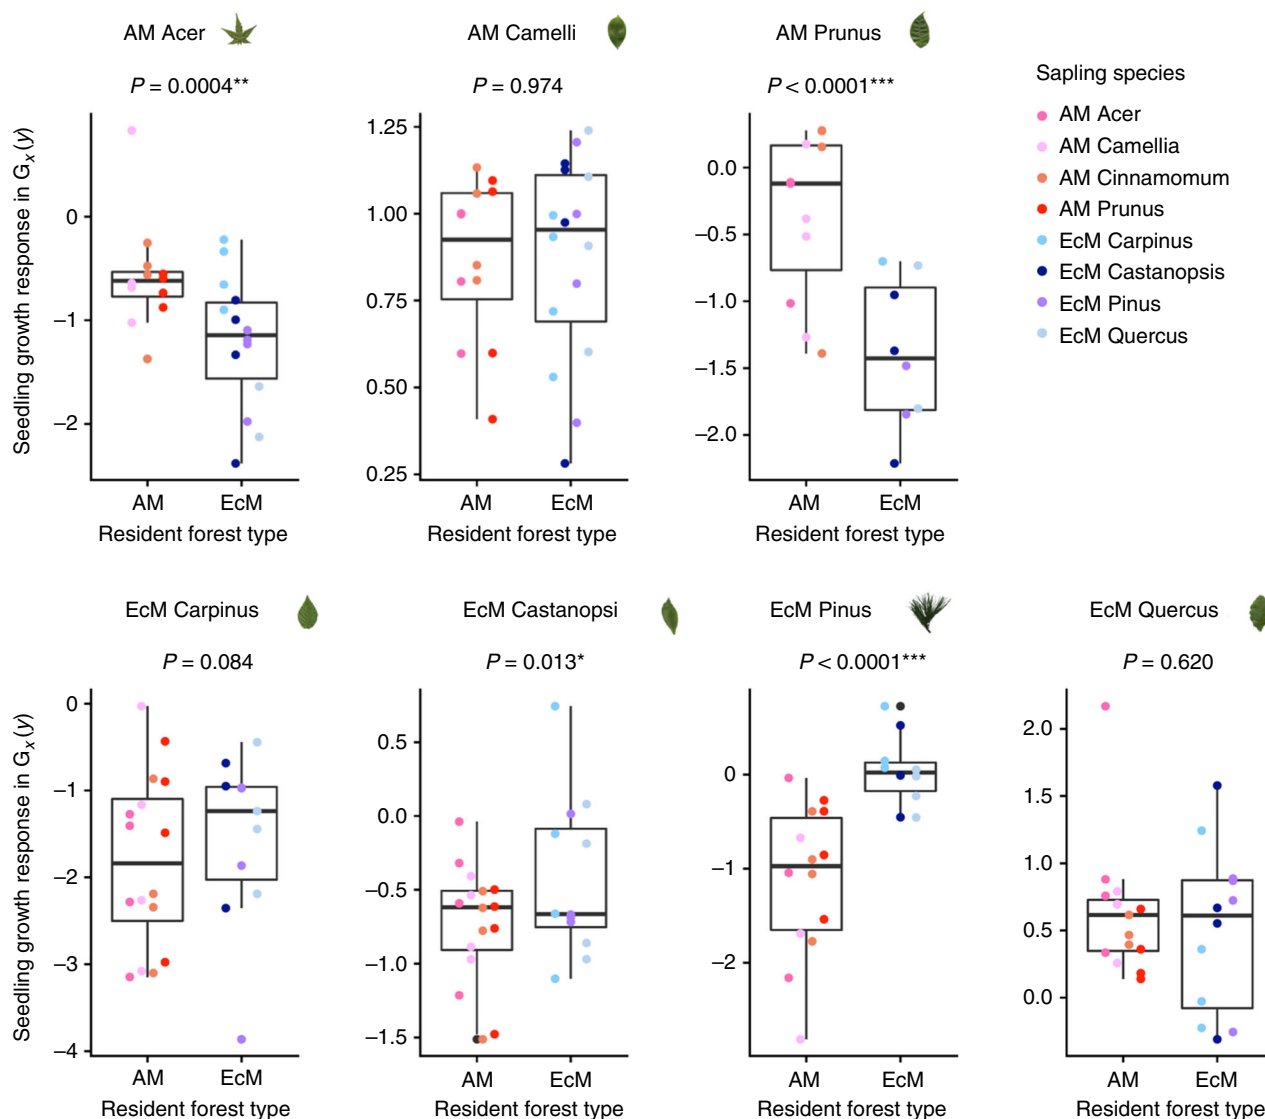 AM Acer
AM Camelli
AM Prunus
P = 0.0004**
P = 0.974
P < 0.0001***
Sapling species
AM Acer
AM Camellia
AM Cinnamomum
AM Prunus
EcM Carpinus
EcM Castanopsis
EcM Pinus
EcM Quercus
Seedling growth response in Gx(y)
0
–1
–2
AM EcM
Resident forest type
1.25
1.00
0.75
0.50
0.25
AM EcM
Resident forest type
0.0
–0.5
–1.0
–1.5
–2.0
AM EcM
Resident forest type
EcM Carpinus
EcM Castanopsi
EcM Pinus
EcM Quercus
P = 0.084
P = 0.013*
P < 0.0001***
P = 0.620
Seedling growth response in Gx(y)
0
–1
–2
–3
–4
AM EcM
Resident forest type
0.5
0.0
–0.5
–1.0
–1.5
AM EcM
Resident forest type
0
–1
–2
AM EcM
Resident forest type
2.0
1.5
1.0
0.5
0.0
AM EcM
Resident forest type